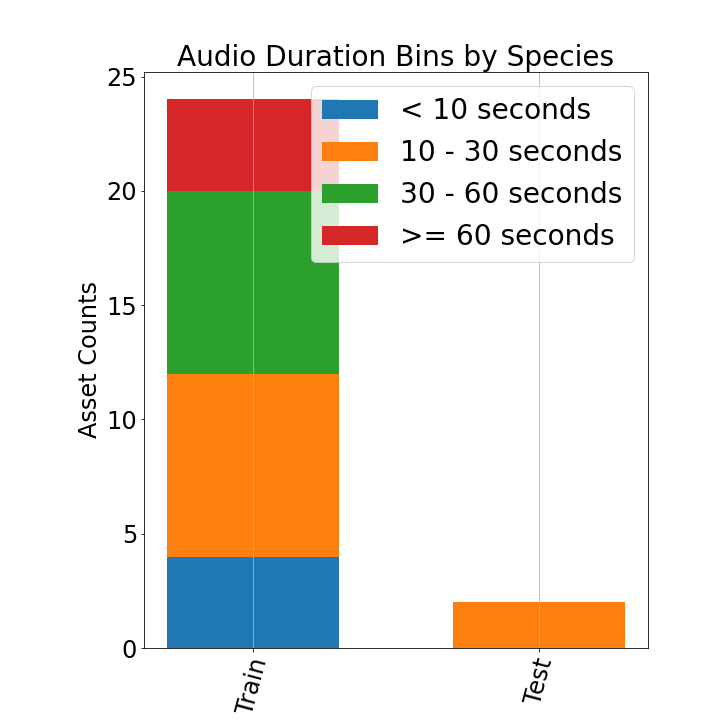 Audio Duration Bins by Species
25
20
15
10
5
0
Asset Counts
< 10 seconds
10 - 30 seconds
30 - 60 seconds
>= 60 seconds
Train
Test